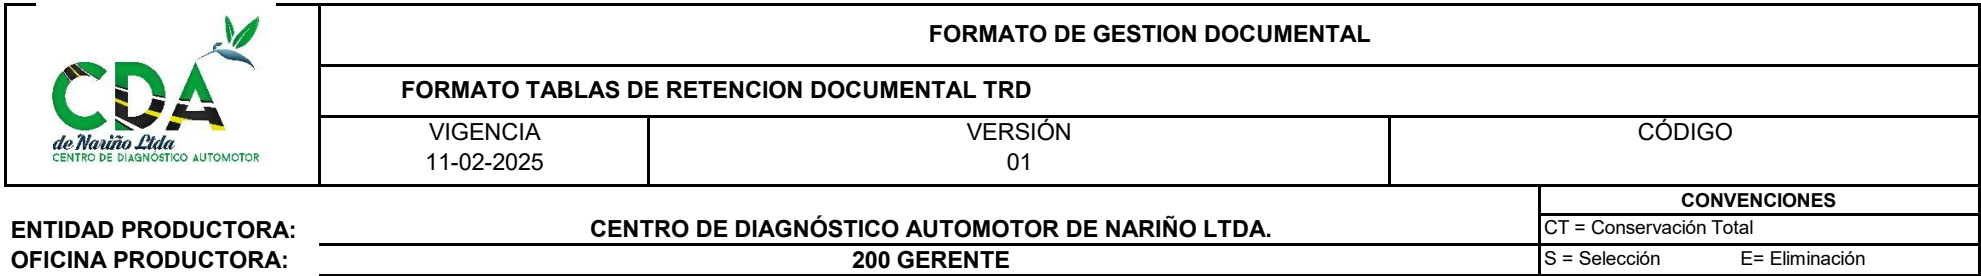 FORMATO DE GESTION DOCUMENTAL
CDA
de Nariño Ltda
CENTRO DE DIAGNÓSTICO AUTOMOTOR
FORMATO TABLAS DE RETENCION DOCUMENTAL TRD
VIGENCIA
11-02-2025
VERSIÓN
01
CÓDIGO
CONVENCIONES
ENTIDAD PRODUCTORA: CENTRO DE DIAGNÓSTICO AUTOMOTOR DE NARIÑO LTDA. CT = Conservación Total
OFICINA PRODUCTORA: 200 GERENTE S = Selección E= Eliminación